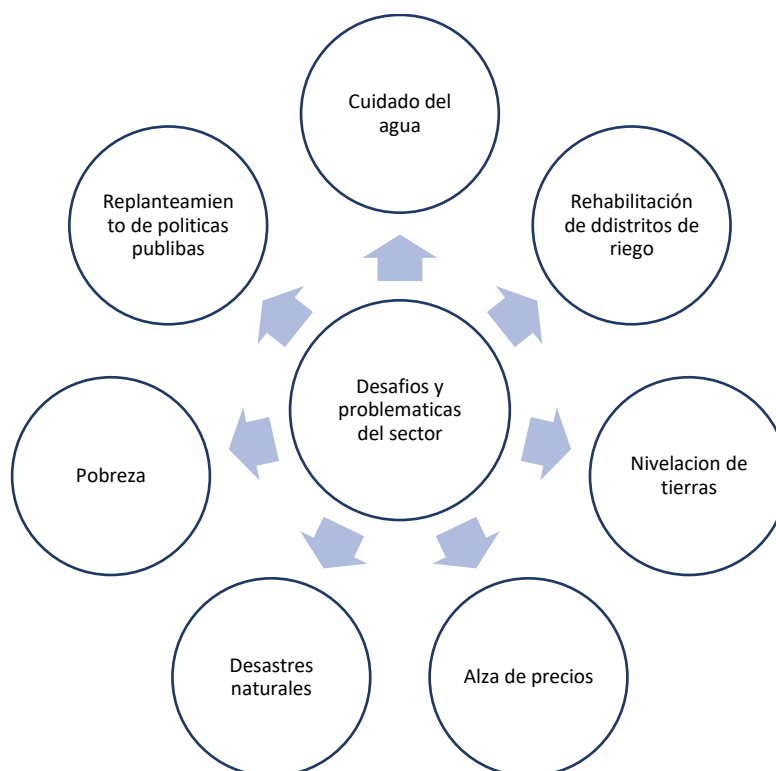 Cuidado del
agua
Rehabilitación
de ddistritos de
riego
Nivelacion de
tierras
Alza de precios
Desastres
naturales
Pobreza
Replanteamien
to de politicas
publibas
Desafios y
problematicas
del sector